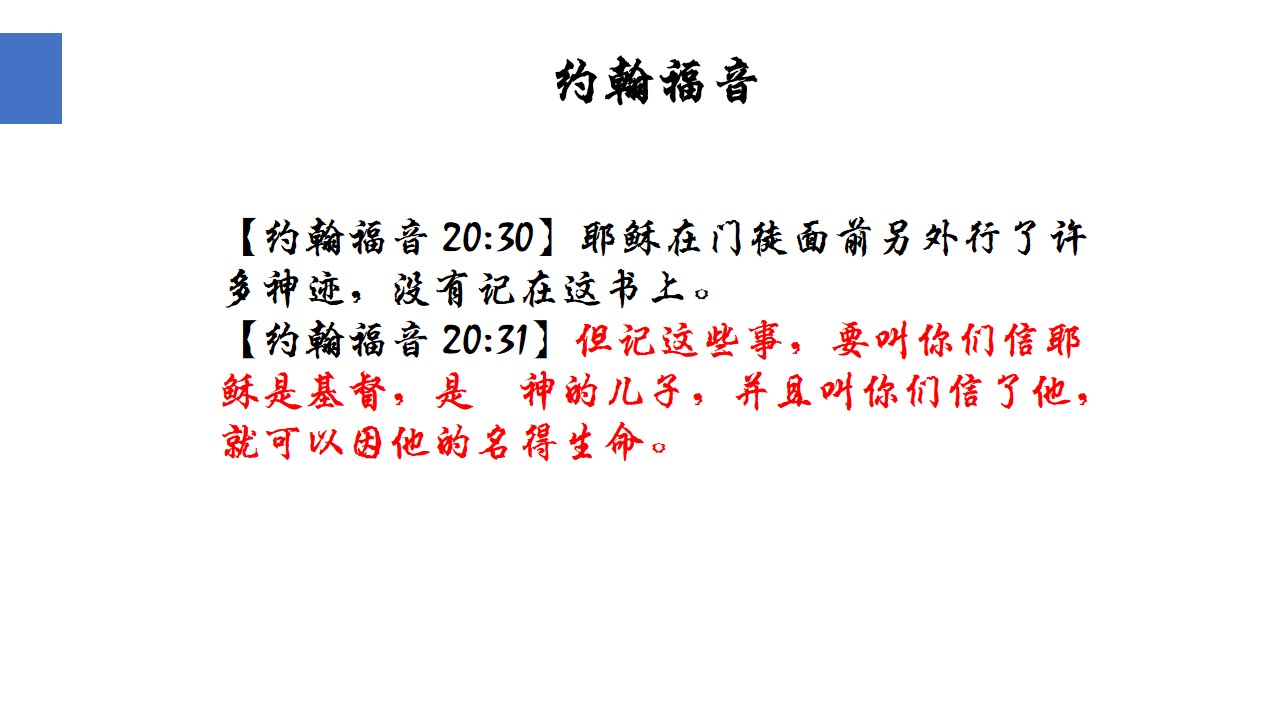 约翰福音
【约翰福音 20:30】耶稣在门徒面前另外行了许
多神迹，没有记在这书上。
【约翰福音 20:31】但记这些事，要叫你们信耶
稣是基督，是　神的儿子，并且叫你们信了他，
就可以因他的名得生命。